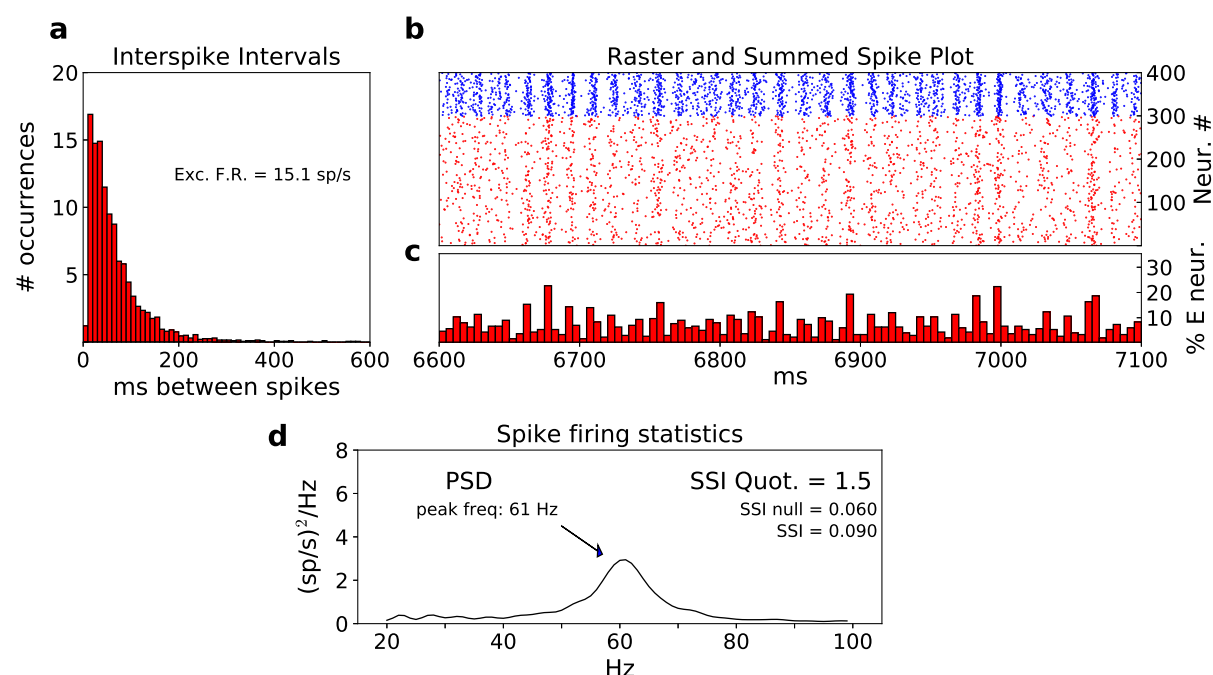 a
Interspike Intervals
20
15
10
5
# occurrences
Exc. F.R. = 15.1 sp/s
0 200 400 600
ms between spikes
b
Raster and Summed Spike Plot
400
300
200
100
Neur. #
c
30
20
10
% E neur.
6600 6700 6800 6900 7000 7100
ms
d
Spike firing statistics
8
6
4
2
0
(sp/s)²/Hz
PSD
peak freq: 61 Hz
SSI Quot. = 1.5
SSI null = 0.060
SSI = 0.090
20 40 60 80 100
Hz